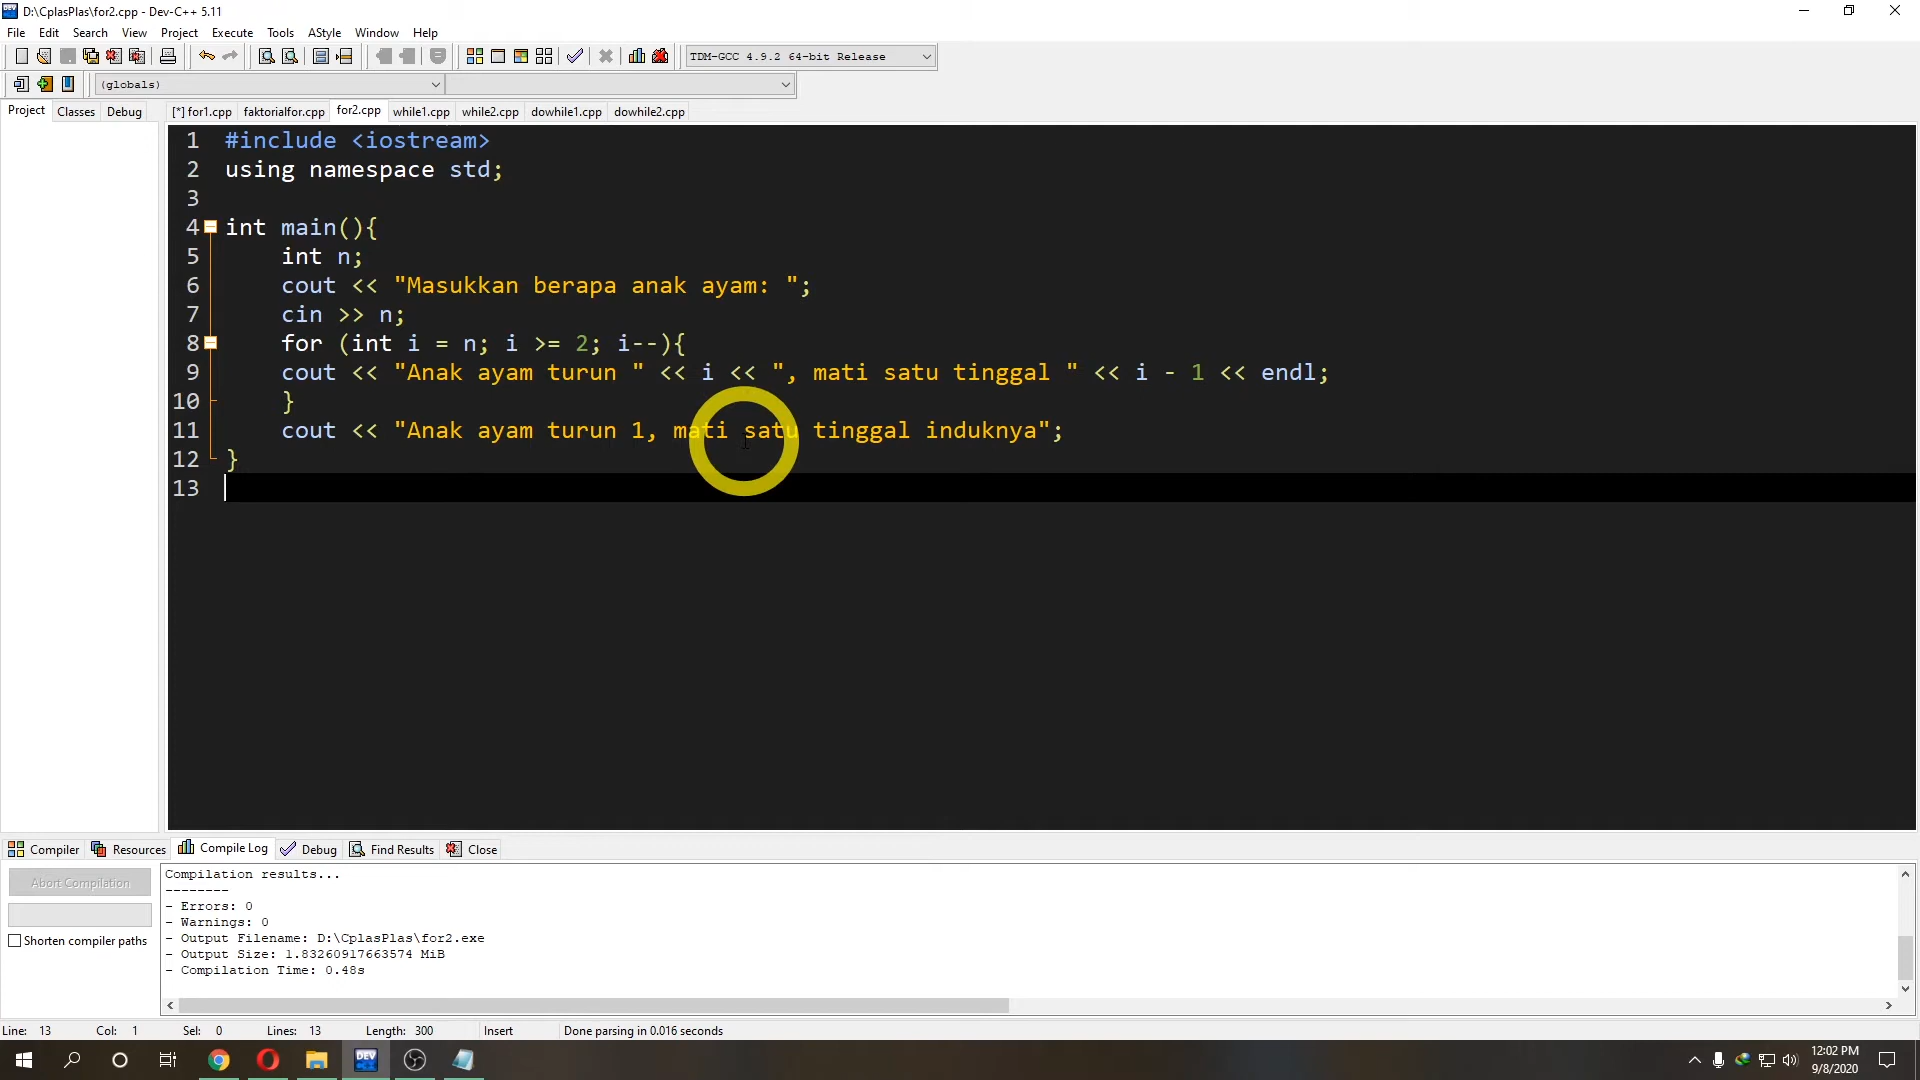 D:\CplasPlas\for2.cpp - Dev-C++ 5.11
File Edit Search View Project Execute Tools AStyle Window Help
TDM-GCC 4.9.2 64-bit Release
(globals)
Project Classes Debug [*] for1.cpp faktorialfor.cpp for2.cpp while1.cpp while2.cpp dowhile1.cpp dowhile2.cpp
1 #include <iostream>
2 using namespace std;
3
4 int main(){
5 int n;
6 cout << "Masukkan berapa anak ayam: ";
7 cin >> n;
8 for (int i = n; i >= 2; i--){
9 cout << "Anak ayam turun " << i << ", mati satu tinggal " << i - 1 << endl;
10 }
11 cout << "Anak ayam turun 1, mati satu tinggal induknya";
12 }
13
Compiler Resources Compile Log Debug Find Results Close
Abort Compilation
Shorten compiler paths
Compilation results...
--------
- Errors: 0
- Warnings: 0
- Output Filename: D:\CplasPlas\for2.exe
- Output Size: 1.83260917663574 MiB
- Compilation Time: 0.48s
Line: 13 Col: 1 Sel: 0 Lines: 13 Length: 300 Insert Done parsing in 0.016 seconds
DEV
12:02 PM
9/8/2020